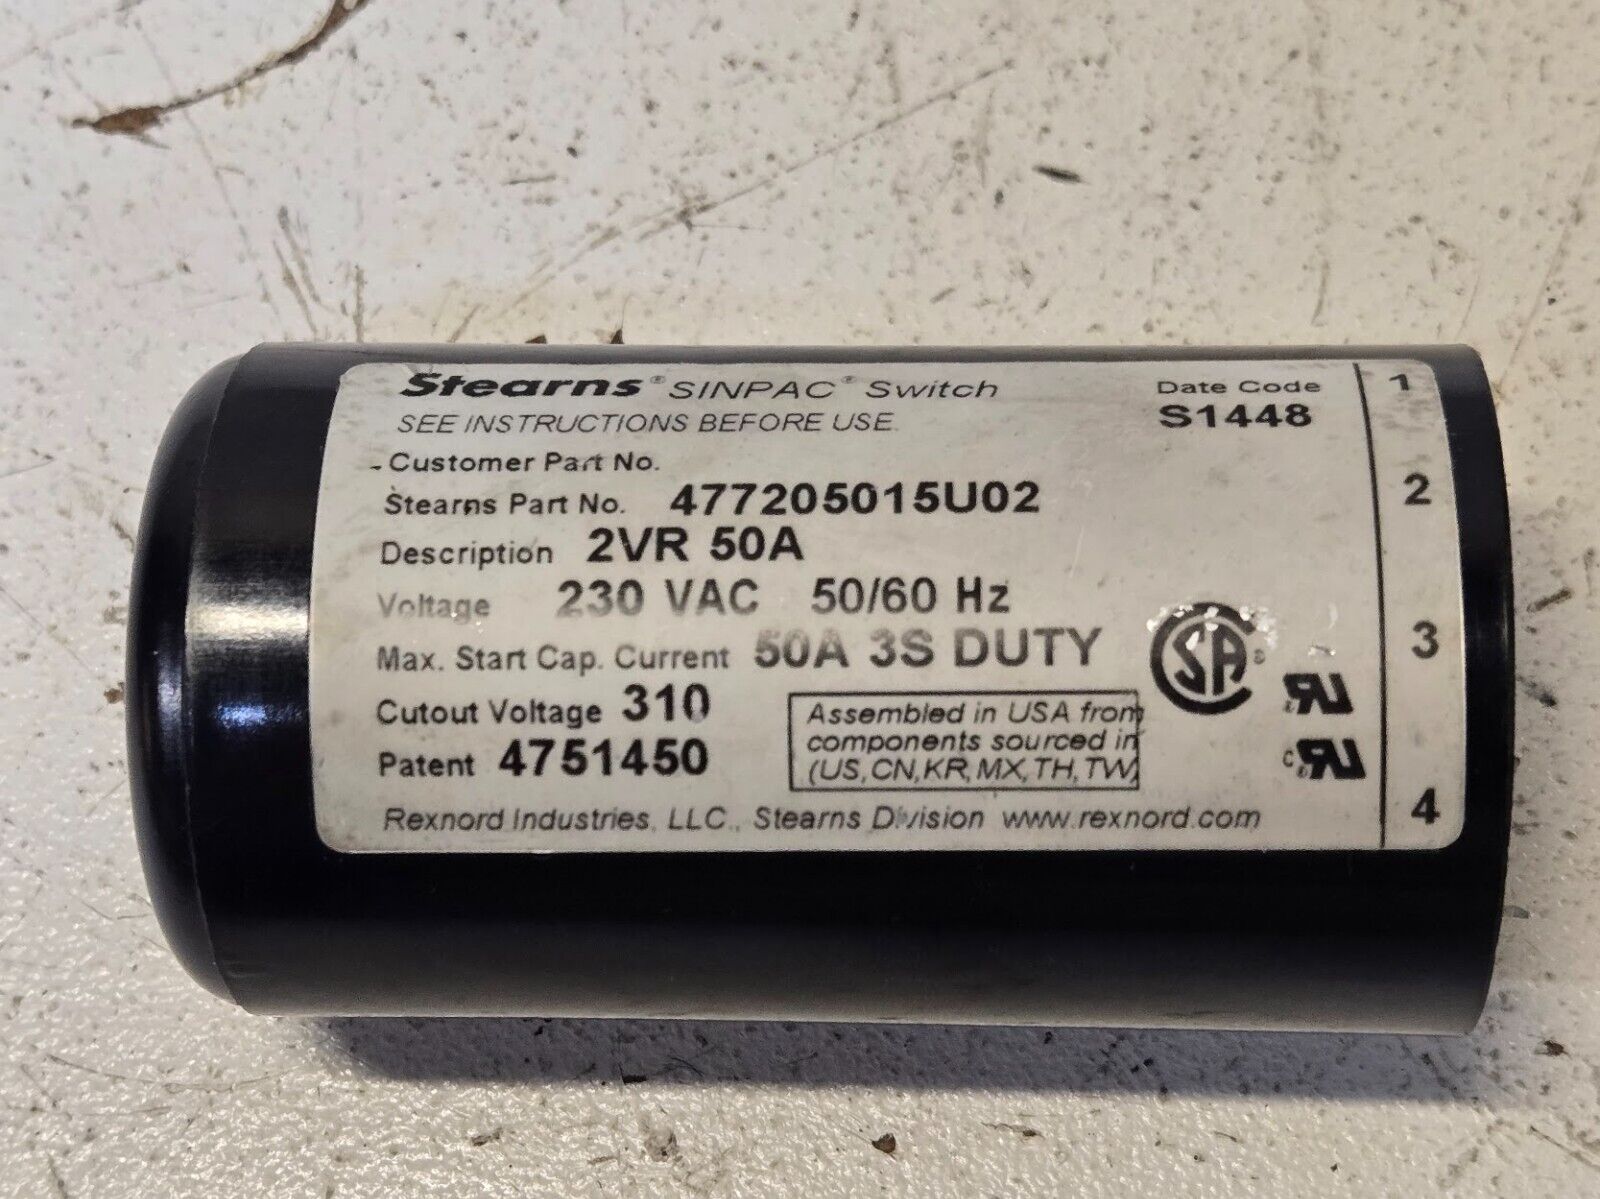 Stearns® SINPAC® Switch Date Code
SEE INSTRUCTIONS BEFORE USE. S1448
Customer Part No.
Stearns Part No. 477205015U02
Description 2VR 50A
Voltage 230 VAC 50/60 Hz
Max. Start Cap. Current 50A 3S DUTY
Cutout Voltage 310
Patent 4751450
Assembled in USA from
components sourced in
(US,CN,KR,MX,TH,TW)
Rexnord Industries, LLC., Stearns Division www.rexnord.com
SA
1
2
3
4